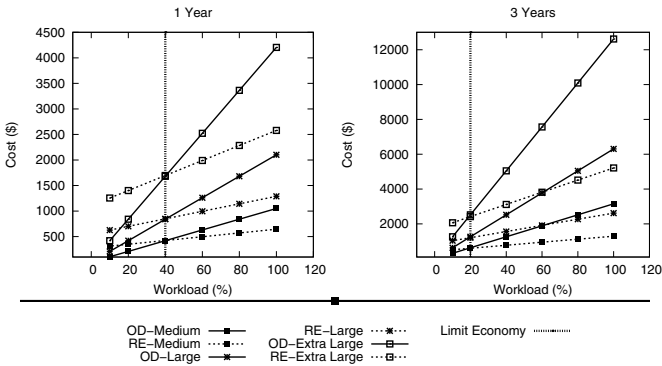 1 Year
3 Years
4500
4000
3500
3000
2500
2000
1500
1000
500
Cost ($)
0 20 40 60 80 100 120
Workload (%)
12000
10000
8000
6000
4000
2000
Cost ($)
0 20 40 60 80 100 120
Workload (%)
OD−Medium
RE−Medium
OD−Large
RE−Large
OD−Extra Large
RE−Extra Large
Limit Economy